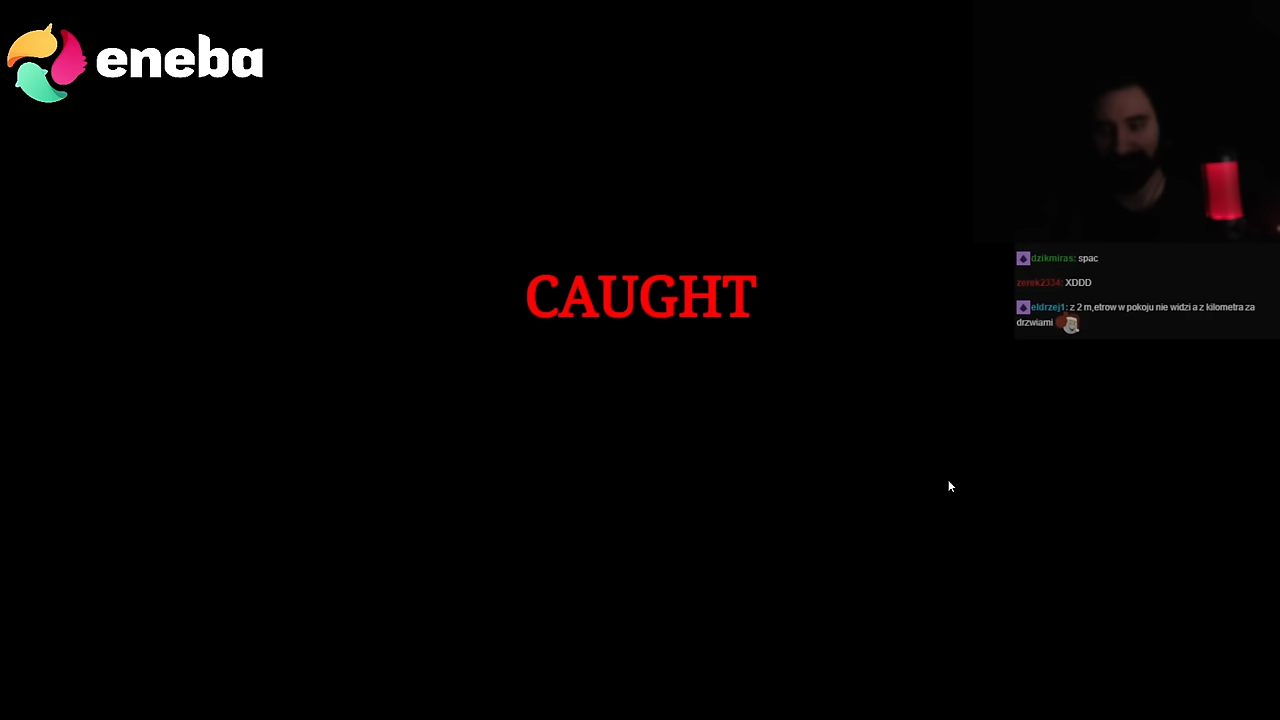 eneba
CAUGHT
dzikmiras: spac
zerek2334: XDDD
eldrzej1: z 2 m,etrow w pokoju nie widzi a z kilometra za
drzwiami